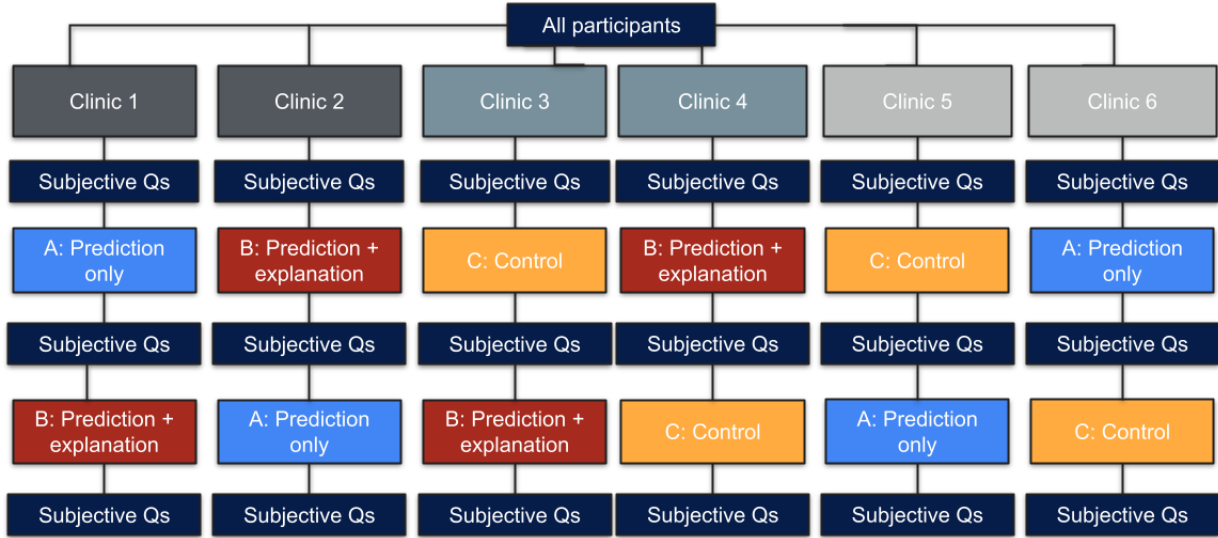 All participants
Clinic 1
Clinic 2
Clinic 3
Clinic 4
Clinic 5
Clinic 6
Subjective Qs
Subjective Qs
Subjective Qs
Subjective Qs
Subjective Qs
Subjective Qs
A: Prediction
only
B: Prediction +
explanation
C: Control
B: Prediction +
explanation
C: Control
A: Prediction
only
Subjective Qs
Subjective Qs
Subjective Qs
Subjective Qs
Subjective Qs
Subjective Qs
B: Prediction +
explanation
A: Prediction
only
B: Prediction +
explanation
C: Control
A: Prediction
only
C: Control
Subjective Qs
Subjective Qs
Subjective Qs
Subjective Qs
Subjective Qs
Subjective Qs